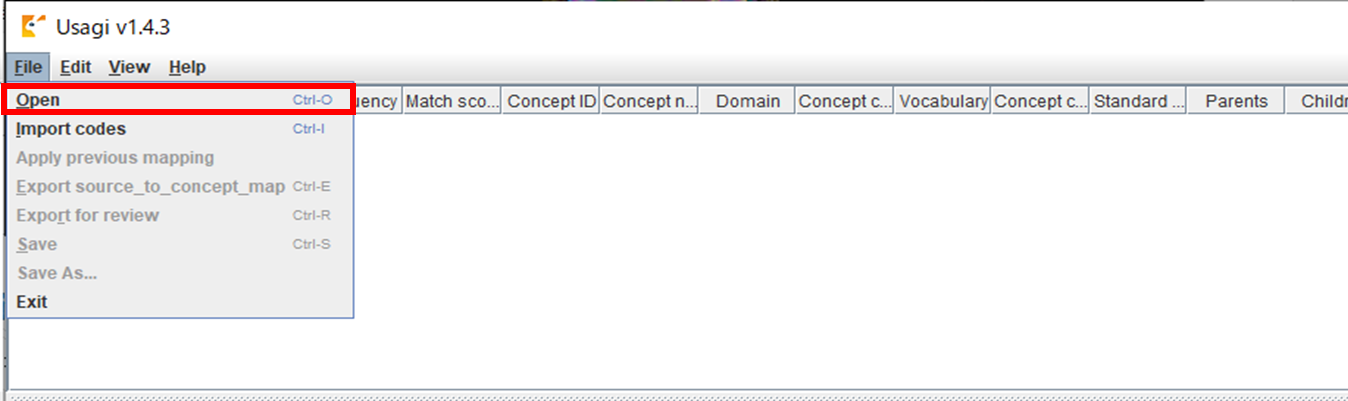 Usagi v1.4.3
File Edit View Help
Open Ctrl-O
uency Match sco... Concept ID Concept n... Domain Concept c... Vocabulary Concept c... Standard ... Parents Childr
Import codes Ctrl-I
Apply previous mapping
Export source_to_concept_map Ctrl-E
Export for review Ctrl-R
Save Ctrl-S
Save As...
Exit